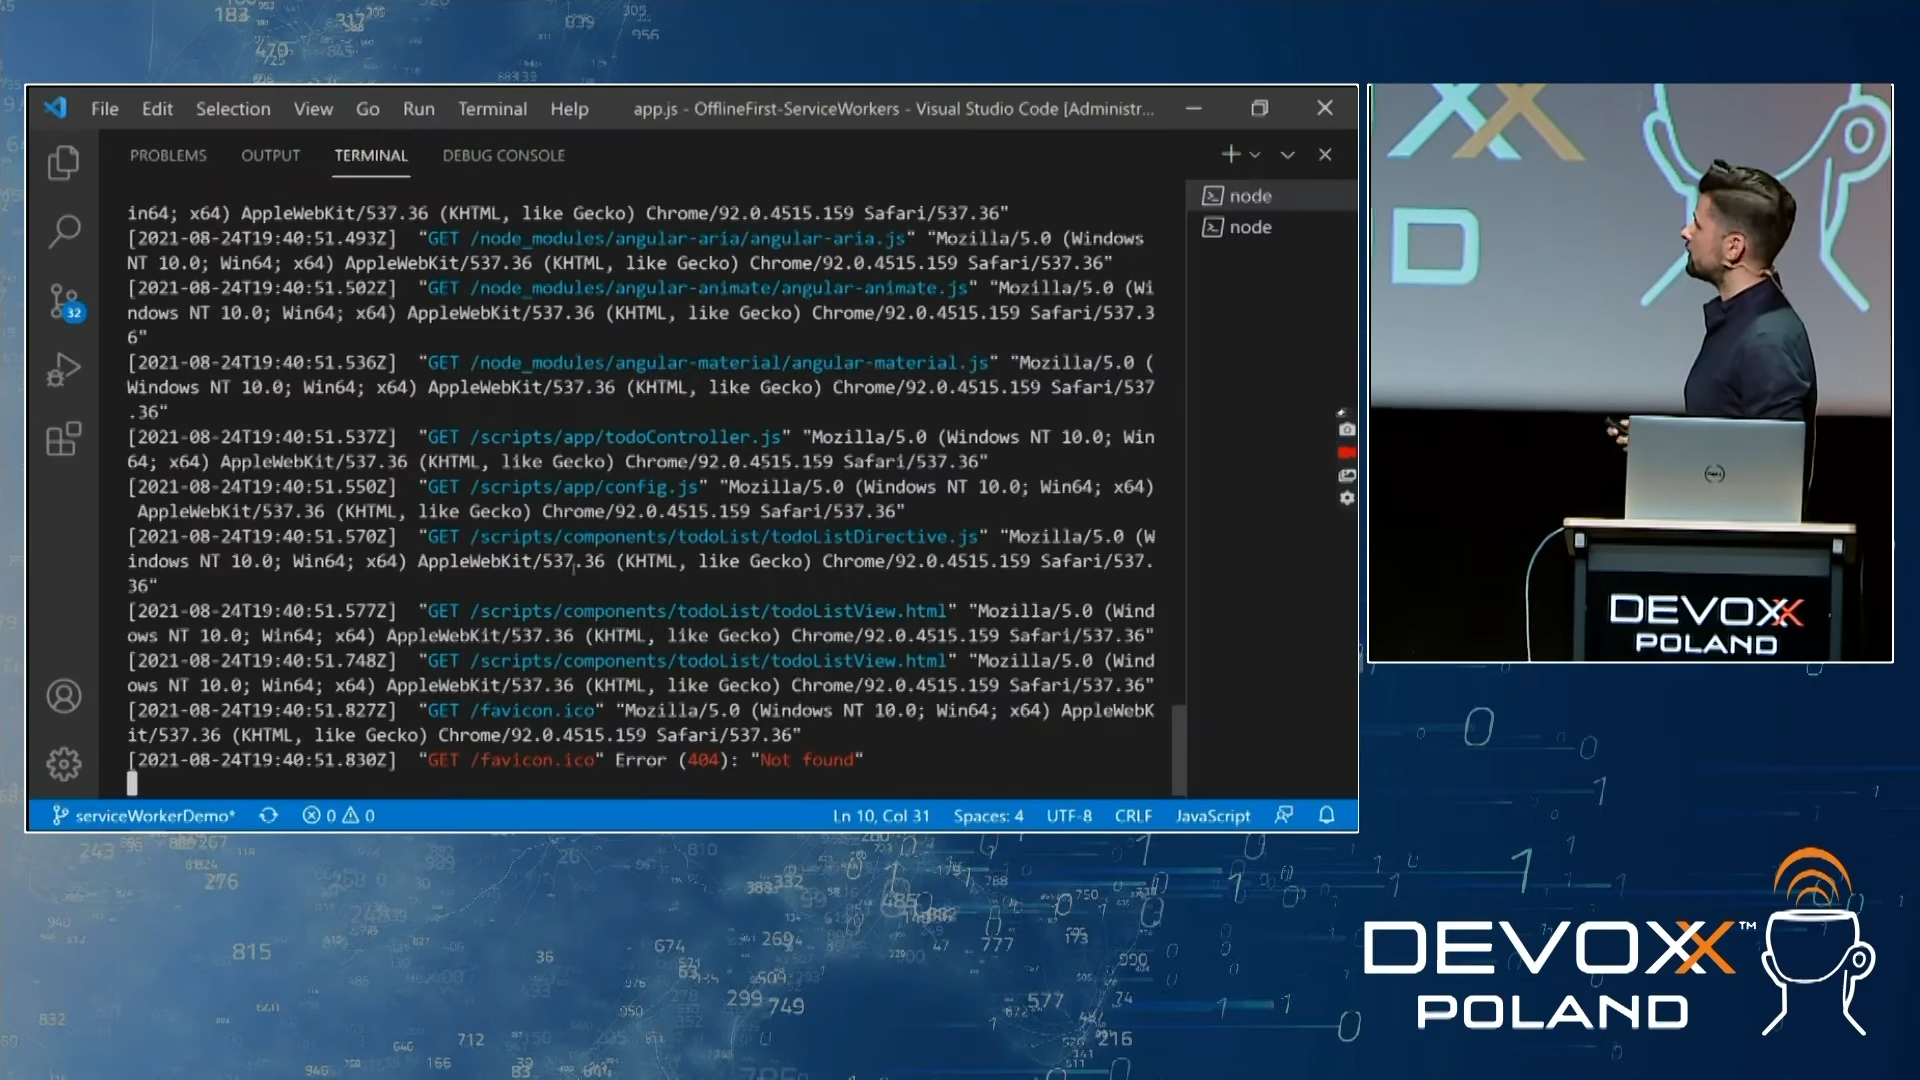 File Edit Selection View Go Run Terminal Help app.js - OfflineFirst-ServiceWorkers - Visual Studio Code [Administr...
PROBLEMS OUTPUT TERMINAL DEBUG CONSOLE
in64; x64) AppleWebKit/537.36 (KHTML, like Gecko) Chrome/92.0.4515.159 Safari/537.36"
[2021-08-24T19:40:51.493Z] "GET /node_modules/angular-aria/angular-aria.js" "Mozilla/5.0 (Windows
NT 10.0; Win64; x64) AppleWebKit/537.36 (KHTML, like Gecko) Chrome/92.0.4515.159 Safari/537.36"
[2021-08-24T19:40:51.502Z] "GET /node_modules/angular-animate/angular-animate.js" "Mozilla/5.0 (Wi
ndows NT 10.0; Win64; x64) AppleWebKit/537.36 (KHTML, like Gecko) Chrome/92.0.4515.159 Safari/537.3
6"
[2021-08-24T19:40:51.536Z] "GET /node_modules/angular-material/angular-material.js" "Mozilla/5.0 (
Windows NT 10.0; Win64; x64) AppleWebKit/537.36 (KHTML, like Gecko) Chrome/92.0.4515.159 Safari/537
.36"
[2021-08-24T19:40:51.537Z] "GET /scripts/app/todoController.js" "Mozilla/5.0 (Windows NT 10.0; Win
64; x64) AppleWebKit/537.36 (KHTML, like Gecko) Chrome/92.0.4515.159 Safari/537.36"
[2021-08-24T19:40:51.550Z] "GET /scripts/app/config.js" "Mozilla/5.0 (Windows NT 10.0; Win64; x64)
AppleWebKit/537.36 (KHTML, like Gecko) Chrome/92.0.4515.159 Safari/537.36"
[2021-08-24T19:40:51.570Z] "GET /scripts/components/todoList/todoListDirective.js" "Mozilla/5.0 (W
indows NT 10.0; Win64; x64) AppleWebKit/537.36 (KHTML, like Gecko) Chrome/92.0.4515.159 Safari/537.
36"
[2021-08-24T19:40:51.577Z] "GET /scripts/components/todoList/todoListView.html" "Mozilla/5.0 (Wind
ows NT 10.0; Win64; x64) AppleWebKit/537.36 (KHTML, like Gecko) Chrome/92.0.4515.159 Safari/537.36"
[2021-08-24T19:40:51.748Z] "GET /scripts/components/todoList/todoListView.html" "Mozilla/5.0 (Wind
ows NT 10.0; Win64; x64) AppleWebKit/537.36 (KHTML, like Gecko) Chrome/92.0.4515.159 Safari/537.36"
[2021-08-24T19:40:51.827Z] "GET /favicon.ico" "Mozilla/5.0 (Windows NT 10.0; Win64; x64) AppleWebK
it/537.36 (KHTML, like Gecko) Chrome/92.0.4515.159 Safari/537.36"
[2021-08-24T19:40:51.830Z] "GET /favicon.ico" Error (404): "Not found"
node
node
32
serviceWorkerDemo* 0 0 Ln 10, Col 31 Spaces: 4 UTF-8 CRLF JavaScript
D
DELL
DEVOXX
POLAND
DEVOXX™
POLAND